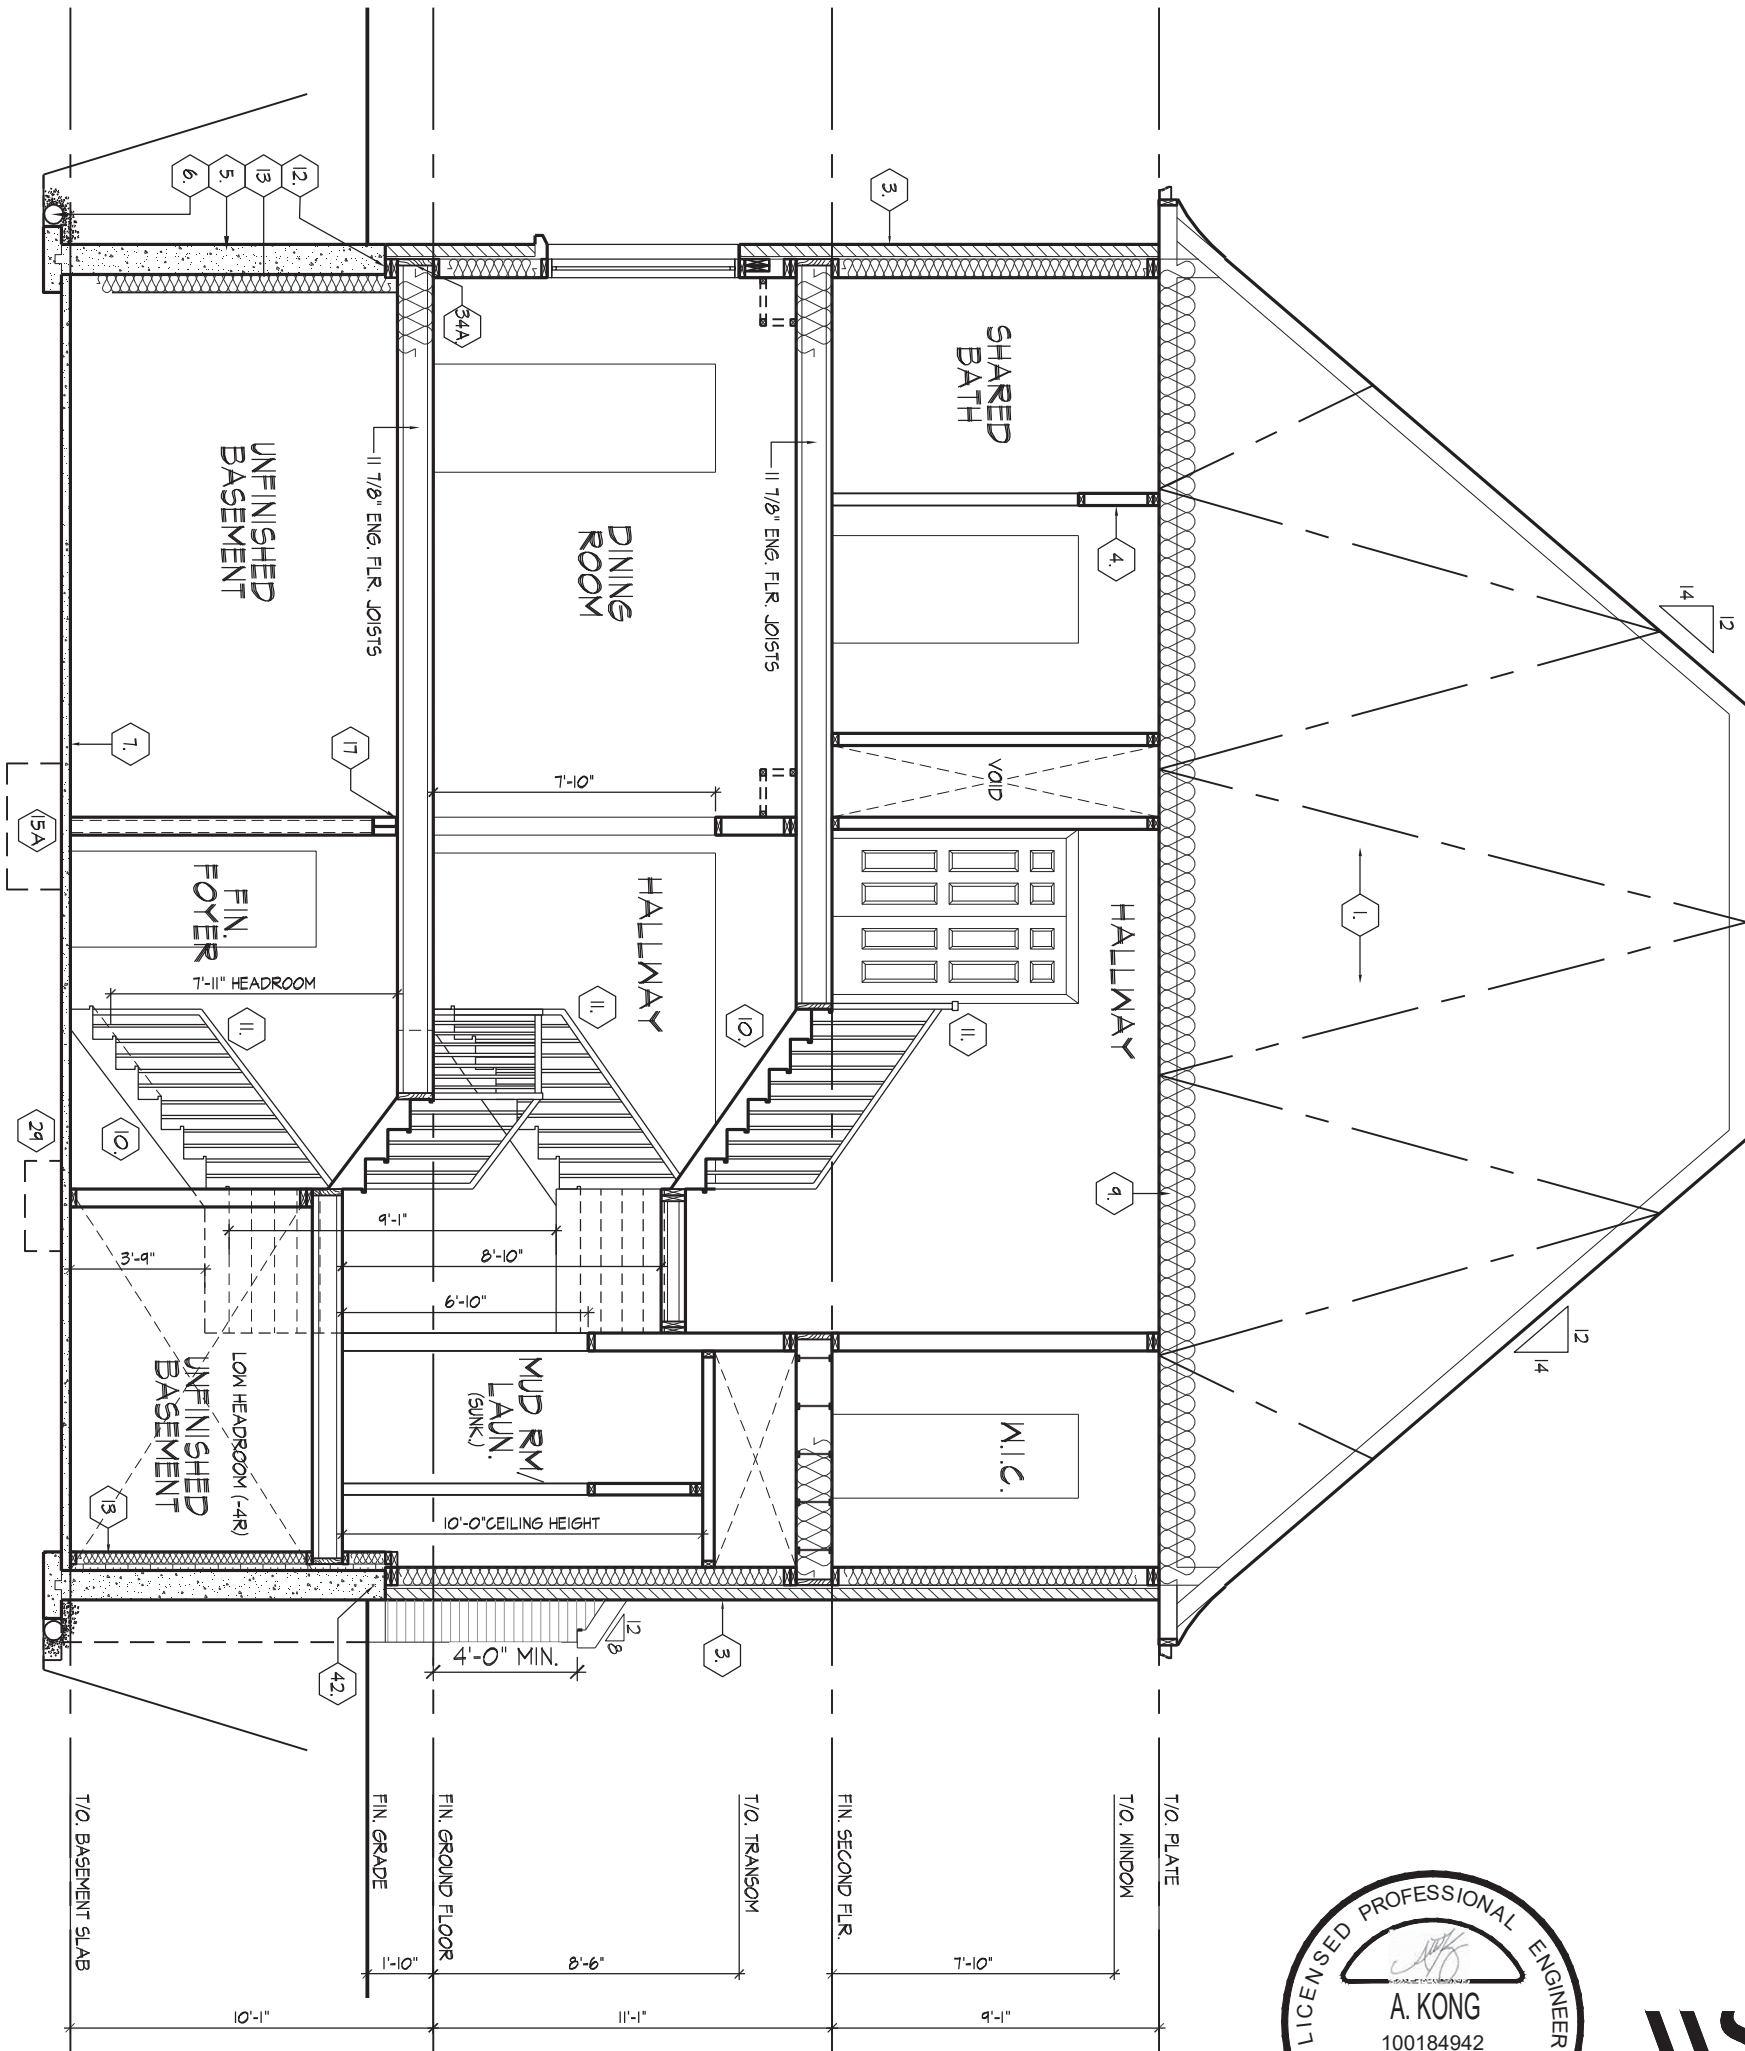 12
14
12
14
1.
T/O. PLATE
T/O. WINDOW
FIN. SECOND FLR.
T/O. TRANSOM
FIN. GROUND FLOOR
FIN. GRADE
T/O. BASEMENT SLAB
7'-10"
9'-1"
8'-6"
11'-1"
1'-10"
10'-1"
3.
SHARED
BATH
4.
VOID
HALLWAY
11.
9.
W.I.C.
11 7/8" ENG. FLR. JOISTS
DINING
ROOM
7'-10"
HALLWAY
10.
11.
9'-1"
8'-10"
6'-10"
MUD RM/
LAUN.
(SUNK.)
10'-0"CEILING HEIGHT
3.
12
8
4'-0" MIN.
34A.
12.
13
5.
6.
11 7/8" ENG. FLR. JOISTS
UNFINISHED
BASEMENT
17
7.
15A
FIN.
FOYER
7'-11" HEADROOM
11.
10.
29
3'-9"
LOW HEADROOM (-4R)
UNFINISHED
BASEMENT
13
42.
LICENSED PROFESSIONAL ENGINEER
A. KONG
100184942